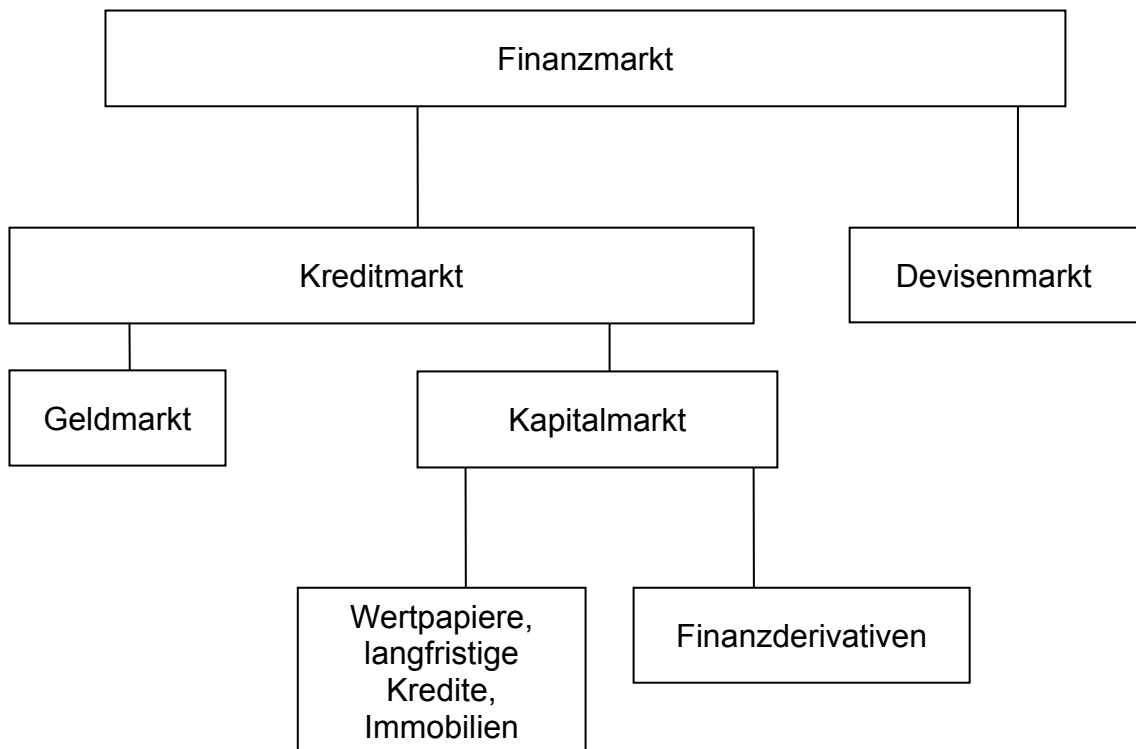 Finanzmarkt
Kreditmarkt
Devisenmarkt
Geldmarkt
Kapitalmarkt
Wertpapiere,
langfristige
Kredite,
Immobilien
Finanzderivativen